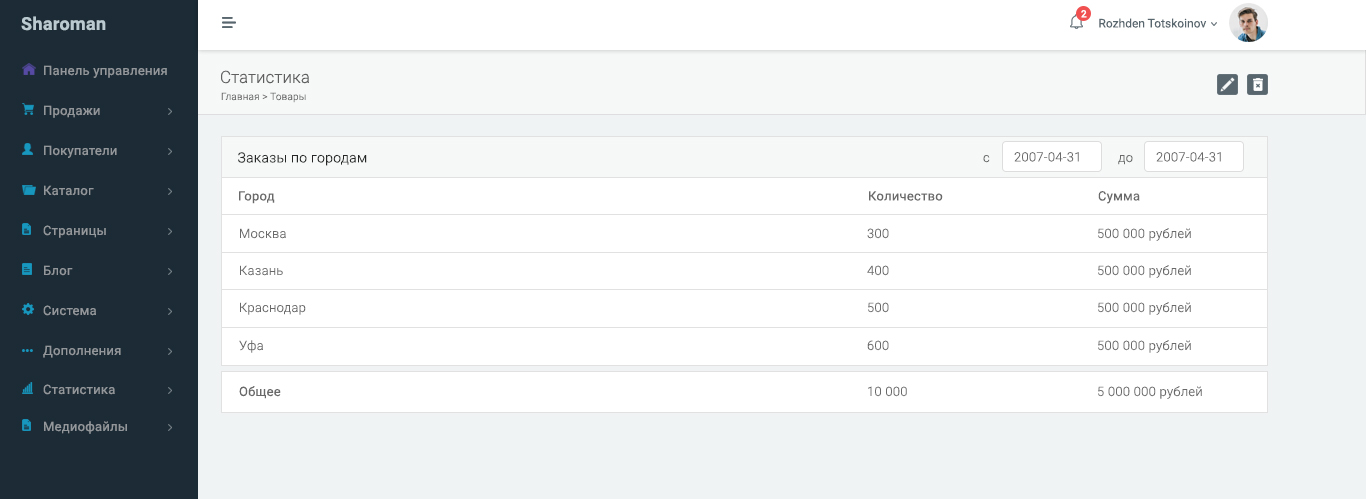 Sharoman
2
Rozhden Totskoinov
Панель управления
Продажи
Покупатели
Каталог
Страницы
Блог
Система
Дополнения
Статистика
Медиофайлы
Статистика
Главная > Товары
Заказы по городам с 2007-04-31 до 2007-04-31
Город Количество Сумма
Москва 300 500 000 рублей
Казань 400 500 000 рублей
Краснодар 500 500 000 рублей
Уфа 600 500 000 рублей
Общее 10 000 5 000 000 рублей